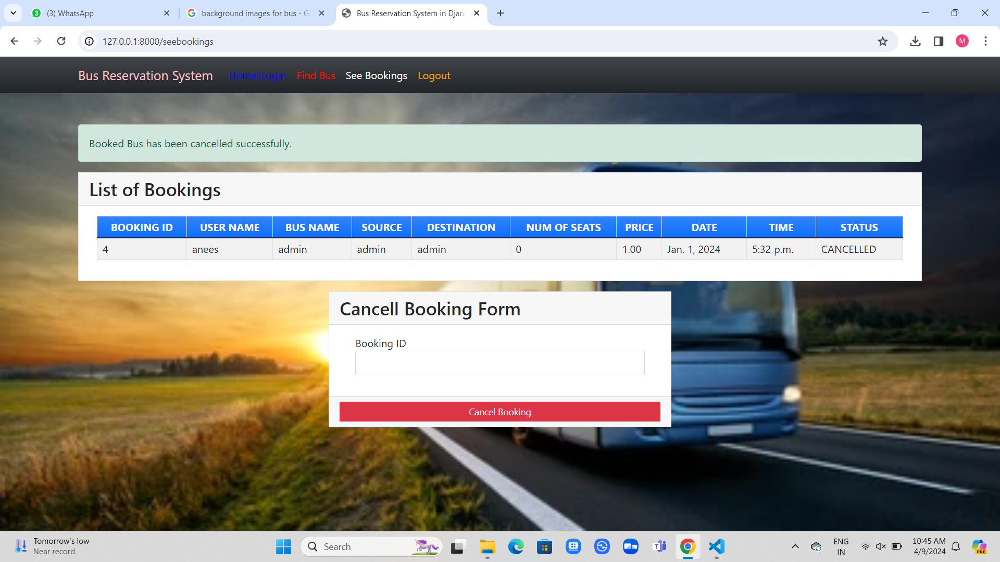 (3) WhatsApp
background images for bus - G
Bus Reservation System in Djan
127.0.0.1:8000/seebookings
M
Bus Reservation System Home/Login Find Bus See Bookings Logout
Booked Bus has been cancelled successfully.
List of Bookings
BOOKING ID USER NAME BUS NAME SOURCE DESTINATION NUM OF SEATS PRICE DATE TIME STATUS
4 anees admin admin admin 0 1.00 Jan. 1, 2024 5:32 p.m. CANCELLED
Cancell Booking Form
Booking ID
Cancel Booking
Tomorrow's low
Near record
Search
ENG
IN
10:45 AM
4/9/2024
PRE